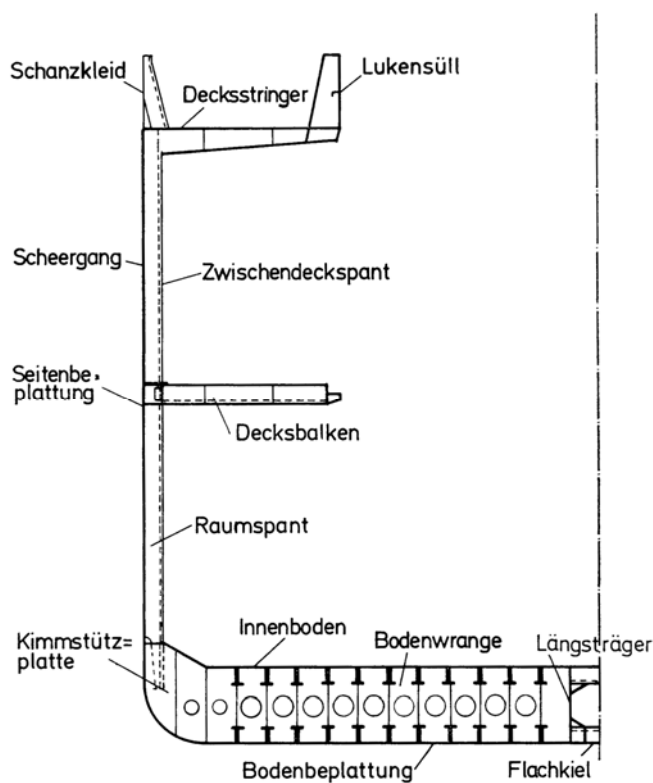 Schanzkleid
Lukensüll
Decksstringer
Scheergang
Zwischendeckspant
Seitenbe-
plattung
Decksbalken
Raumspant
Innenboden
Bodenwrange
Längsträger
Kimmstütz=
platte
Bodenbeplattung
Flachkiel